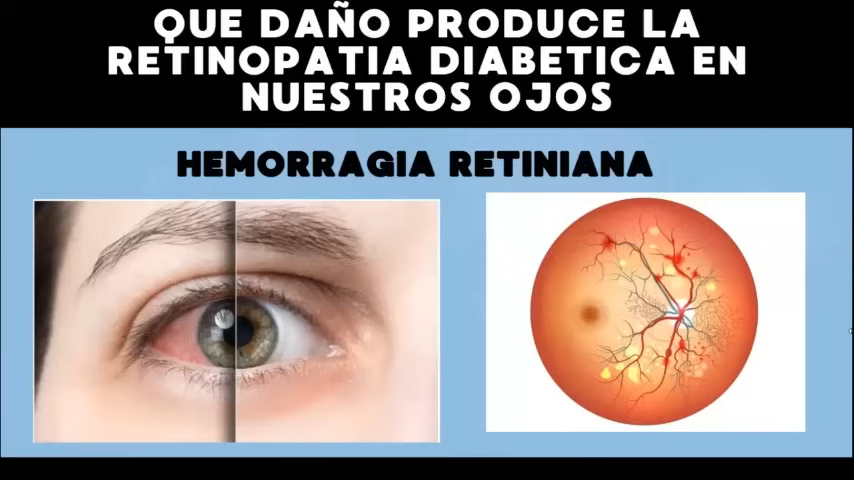 QUE DAÑO PRODUCE LA
RETINOPATIA DIABETICA EN
NUESTROS OJOS
HEMORRAGIA RETINIANA